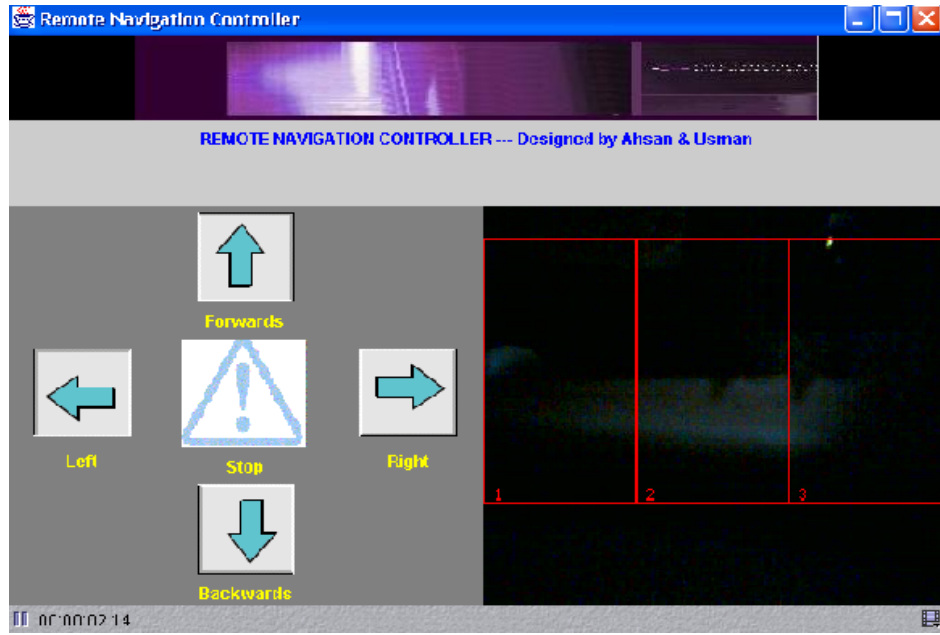 Remote Navigation Controller
REMOTE NAVIGATION CONTROLLER --- Designed by Ahsan & Usman
Forwards
Left
Stop
Right
Backwards
1
2
3
00:00:02:14